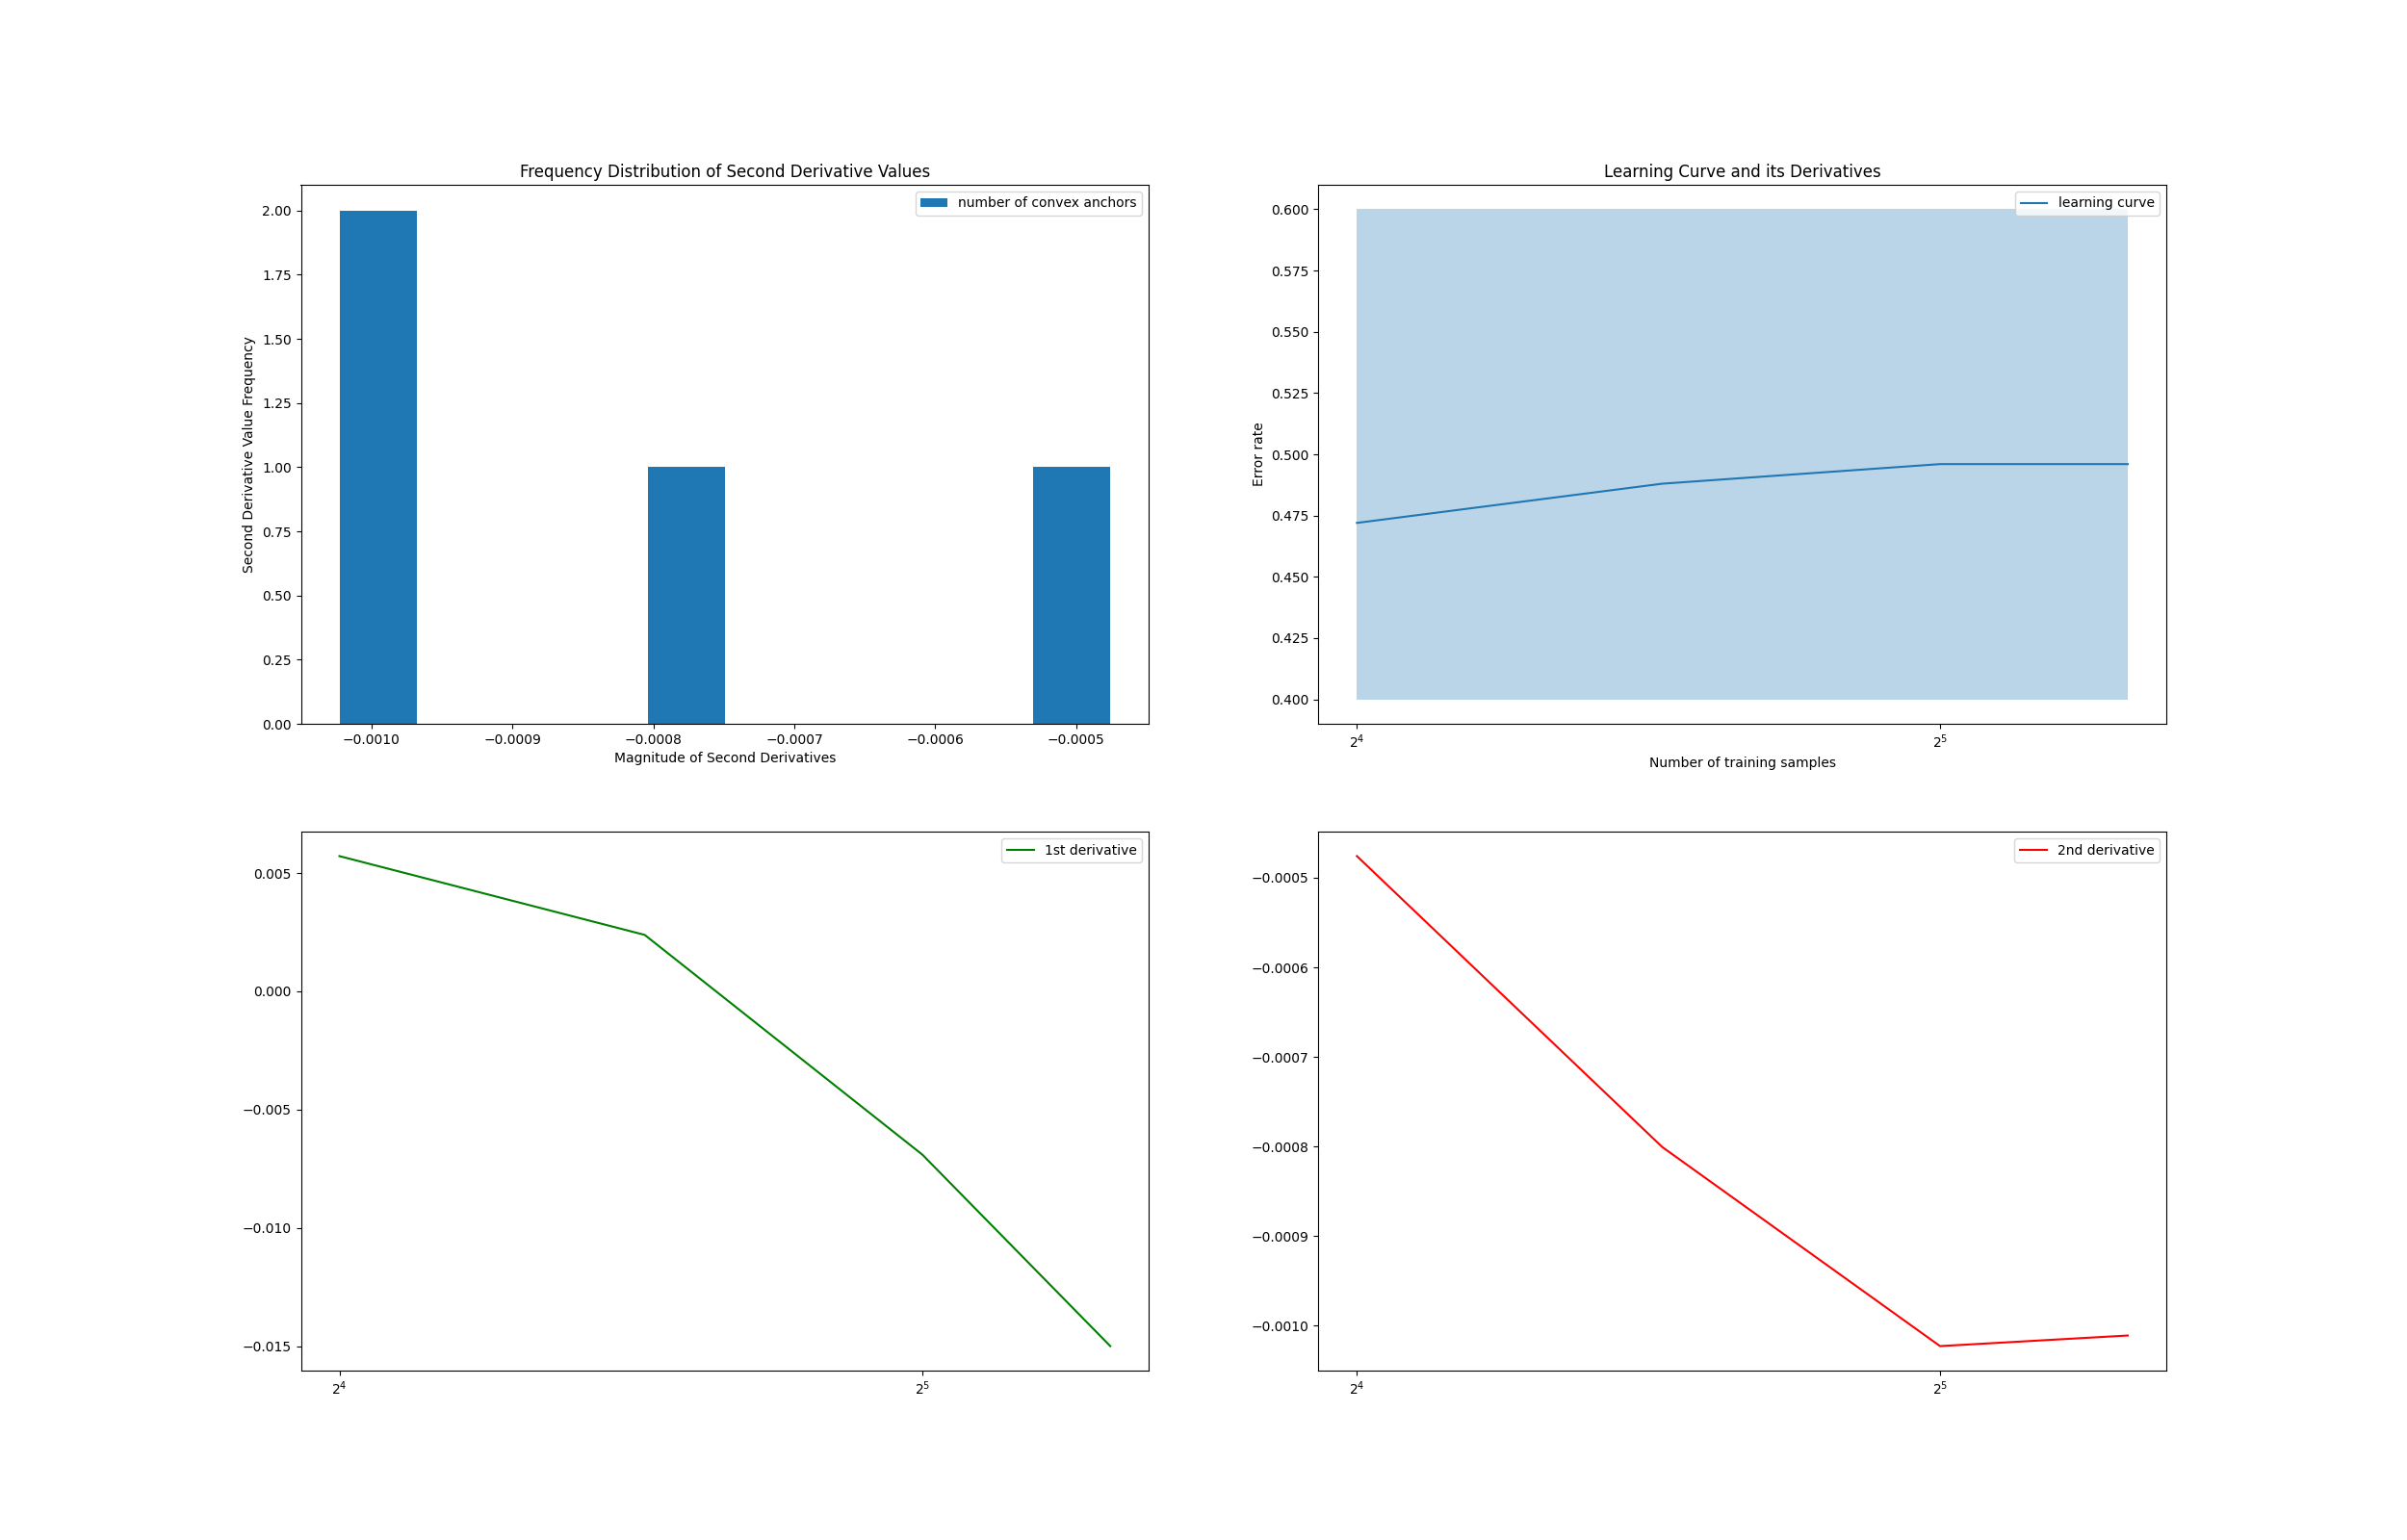 Frequency Distribution of Second Derivative Values
number of convex anchors
Second Derivative Value Frequency
2.00
1.75
1.50
1.25
1.00
0.75
0.50
0.25
0.00
−0.0010 −0.0009 −0.0008 −0.0007 −0.0006 −0.0005
Magnitude of Second Derivatives
Learning Curve and its Derivatives
learning curve
Error rate
0.600
0.575
0.550
0.525
0.500
0.475
0.450
0.425
0.400
2⁴ 2⁵
Number of training samples
1st derivative
0.005
0.000
−0.005
−0.010
−0.015
2⁴ 2⁵
2nd derivative
−0.0005
−0.0006
−0.0007
−0.0008
−0.0009
−0.0010
2⁴ 2⁵